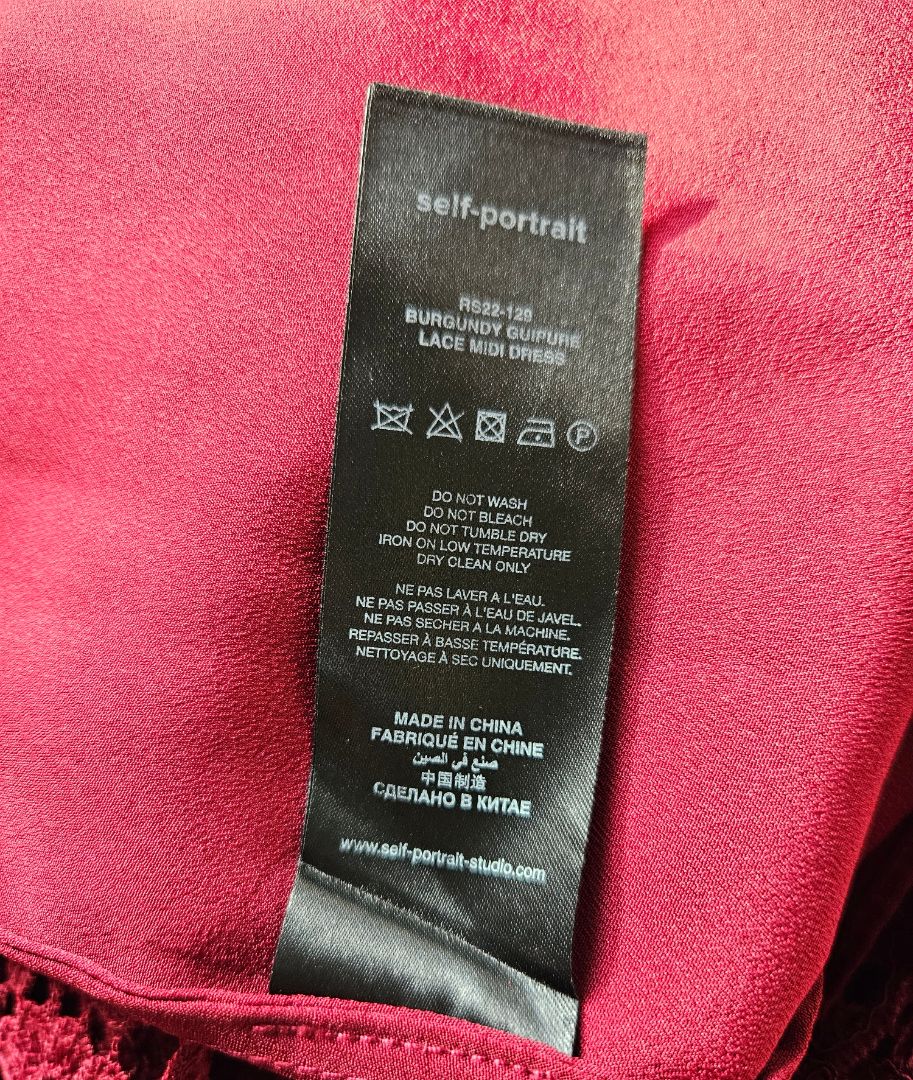 self-portrait
RS22-129
BURGUNDY GUIPURE
LACE MIDI DRESS
P
DO NOT WASH
DO NOT BLEACH
DO NOT TUMBLE DRY
IRON ON LOW TEMPERATURE
DRY CLEAN ONLY
NE PAS LAVER A L'EAU.
NE PAS PASSER À L'EAU DE JAVEL.
NE PAS SECHER A LA MACHINE.
REPASSER À BASSE TEMPÉRATURE.
NETTOYAGE À SEC UNIQUEMENT.
MADE IN CHINA
FABRIQUÉ EN CHINE
صنع في الصين
中国制造
СДЕЛАНО В КИТАЕ
www.self-portrait-studio.com